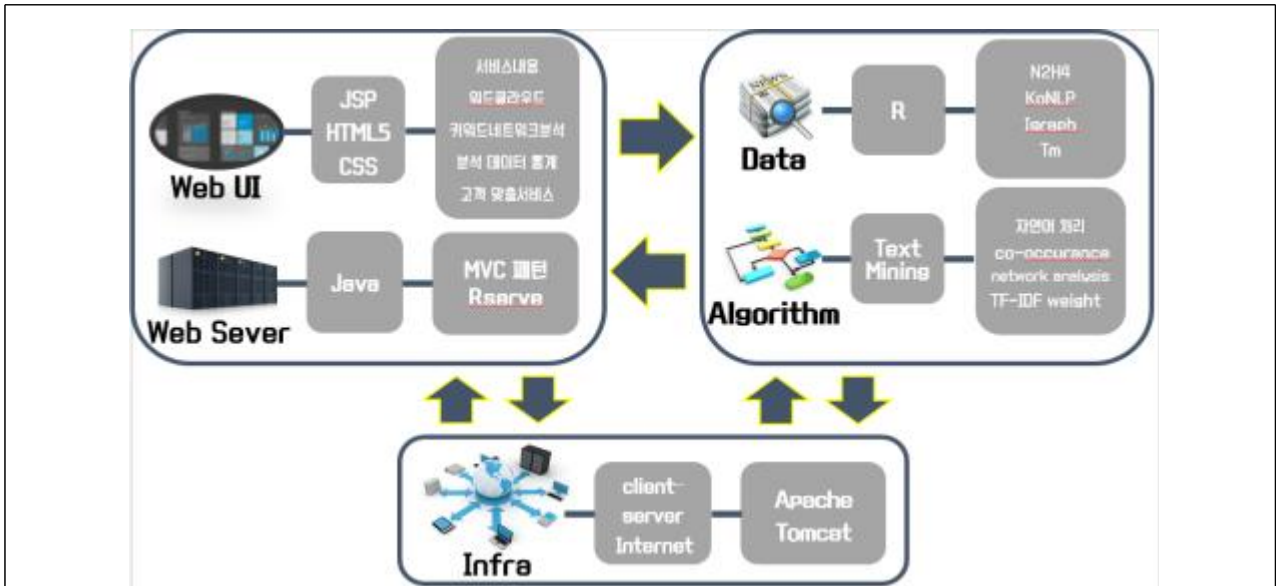 JSP
HTML5
CSS
서비스내용
워드클라우드
키워드네트워크분석
분석 데이터 통계
고객 맞춤서비스
Web UI
Java
MVC 패턴
Rserve
Web Sever
R
N2H4
KoNLP
Igraph
Tm
Data
Text
Mining
자연어 처리
co-occurance
network analysis
TF-IDF weight
Algorithm
client-
server
Internet
Apache
Tomcat
Infra